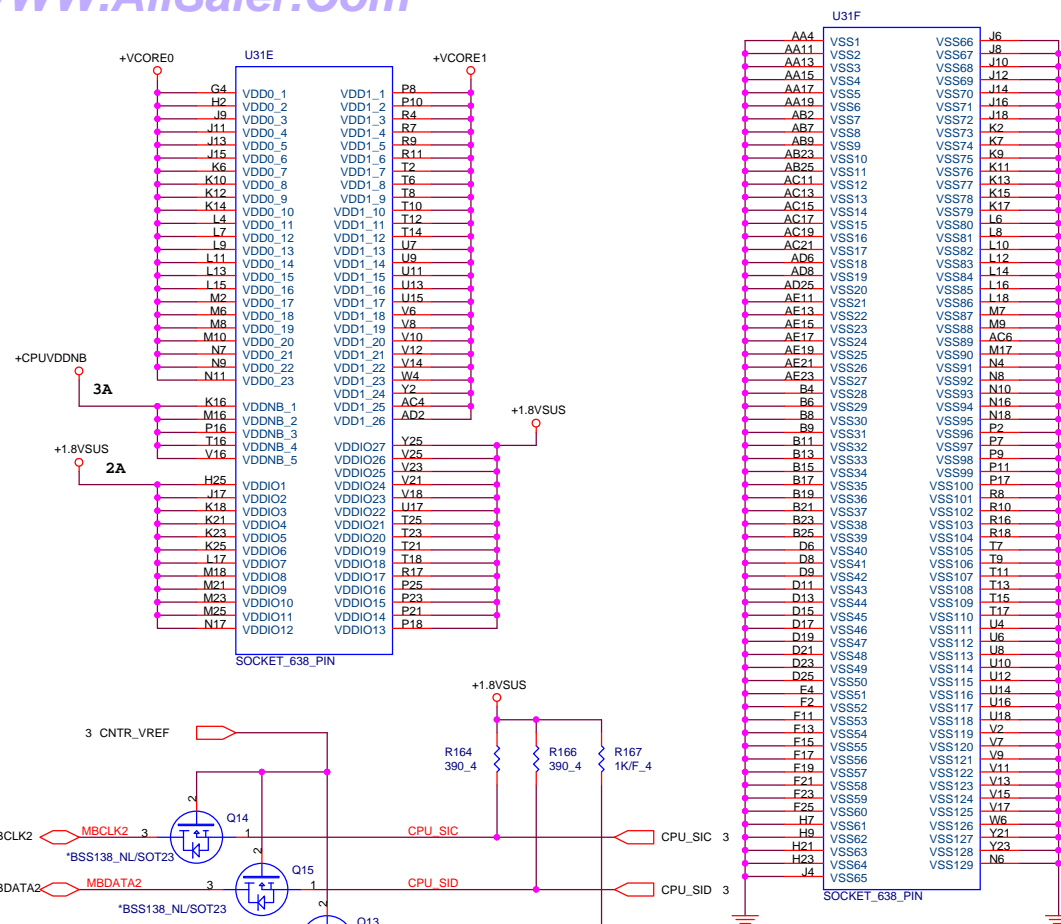 WWW.AllSaler.Com
U31E
+VCORE0
+VCORE1
G4 VDD0_1 VDD1_1 P8
H2 VDD0_2 VDD1_2 P10
J9 VDD0_3 VDD1_3 R4
J11 VDD0_4 VDD1_4 R7
J13 VDD0_5 VDD1_5 R9
J15 VDD0_6 VDD1_6 R11
K6 VDD0_7 VDD1_7 T2
K10 VDD0_8 VDD1_8 T6
K12 VDD0_9 VDD1_9 T8
K14 VDD0_10 VDD1_10 T10
L4 VDD0_11 VDD1_11 T12
L7 VDD0_12 VDD1_12 T14
L9 VDD0_13 VDD1_13 U7
L11 VDD0_14 VDD1_14 U9
L13 VDD0_15 VDD1_15 U11
L15 VDD0_16 VDD1_16 U13
M2 VDD0_17 VDD1_17 U15
M6 VDD0_18 VDD1_18 V6
M8 VDD0_19 VDD1_19 V8
M10 VDD0_20 VDD1_20 V10
N7 VDD0_21 VDD1_21 V12
N9 VDD0_22 VDD1_22 V14
N11 VDD0_23 VDD1_23 W4
VDD1_24 Y2
+CPUVDDNB
3A
K16 VDDNB_1 VDD1_25 AC4
M16 VDDNB_2 VDD1_26 AD2
P16 VDDNB_3
T16 VDDNB_4 VDDIO27 Y25
V16 VDDNB_5 VDDIO26 V25
+1.8VSUS
+1.8VSUS
2A
VDDIO25 V23
H25 VDDIO1 VDDIO24 V21
J17 VDDIO2 VDDIO23 V18
K18 VDDIO3 VDDIO22 U17
K21 VDDIO4 VDDIO21 T25
K23 VDDIO5 VDDIO20 T23
K25 VDDIO6 VDDIO19 T21
L17 VDDIO7 VDDIO18 T18
M18 VDDIO8 VDDIO17 R17
M21 VDDIO9 VDDIO16 P25
M23 VDDIO10 VDDIO15 P23
M25 VDDIO11 VDDIO14 P21
N17 VDDIO12 VDDIO13 P18
SOCKET_638_PIN
+1.8VSUS
3 CNTR_VREF
R164
390_4
R166
390_4
R167
1K/F_4
2
Q14
BCLK2 MBCLK2 3 1 CPU_SIC CPU_SIC 3
*BSS138_NL/SOT23
2
Q15
BDATA2 MBDATA2 3 1 CPU_SID CPU_SID 3
*BSS138_NL/SOT23
2
Q13
U31F
AA4 VSS1 VSS66 J6
AA11 VSS2 VSS67 J8
AA13 VSS3 VSS68 J10
AA15 VSS4 VSS69 J12
AA17 VSS5 VSS70 J14
AA19 VSS6 VSS71 J16
AB2 VSS7 VSS72 J18
AB7 VSS8 VSS73 K2
AB9 VSS9 VSS74 K7
AB23 VSS10 VSS75 K9
AB25 VSS11 VSS76 K11
AC11 VSS12 VSS77 K13
AC13 VSS13 VSS78 K15
AC15 VSS14 VSS79 K17
AC17 VSS15 VSS80 L6
AC19 VSS16 VSS81 L8
AC21 VSS17 VSS82 L10
AD6 VSS18 VSS83 L12
AD8 VSS19 VSS84 L14
AD25 VSS20 VSS85 L16
AE11 VSS21 VSS86 L18
AE13 VSS22 VSS87 M7
AE15 VSS23 VSS88 M9
AE17 VSS24 VSS89 AC6
AE19 VSS25 VSS90 M17
AE21 VSS26 VSS91 N4
AE23 VSS27 VSS92 N8
B4 VSS28 VSS93 N10
B6 VSS29 VSS94 N16
B8 VSS30 VSS95 N18
B9 VSS31 VSS96 P2
B11 VSS32 VSS97 P7
B13 VSS33 VSS98 P9
B15 VSS34 VSS99 P11
B17 VSS35 VSS100 P17
B19 VSS36 VSS101 R8
B21 VSS37 VSS102 R10
B23 VSS38 VSS103 R16
B25 VSS39 VSS104 R18
D6 VSS40 VSS105 T7
D8 VSS41 VSS106 T9
D9 VSS42 VSS107 T11
D11 VSS43 VSS108 T13
D13 VSS44 VSS109 T15
D15 VSS45 VSS110 T17
D17 VSS46 VSS111 U4
D19 VSS47 VSS112 U6
D21 VSS48 VSS113 U8
D23 VSS49 VSS114 U10
D25 VSS50 VSS115 U12
E4 VSS51 VSS116 U14
F2 VSS52 VSS117 U16
F11 VSS53 VSS118 U18
F13 VSS54 VSS119 V2
F15 VSS55 VSS120 V7
F17 VSS56 VSS121 V9
F19 VSS57 VSS122 V11
F21 VSS58 VSS123 V13
F23 VSS59 VSS124 V15
F25 VSS60 VSS125 V17
H7 VSS61 VSS126 W6
H9 VSS62 VSS127 Y21
H21 VSS63 VSS128 Y23
H23 VSS64 VSS129 N6
J4 VSS65
SOCKET_638_PIN